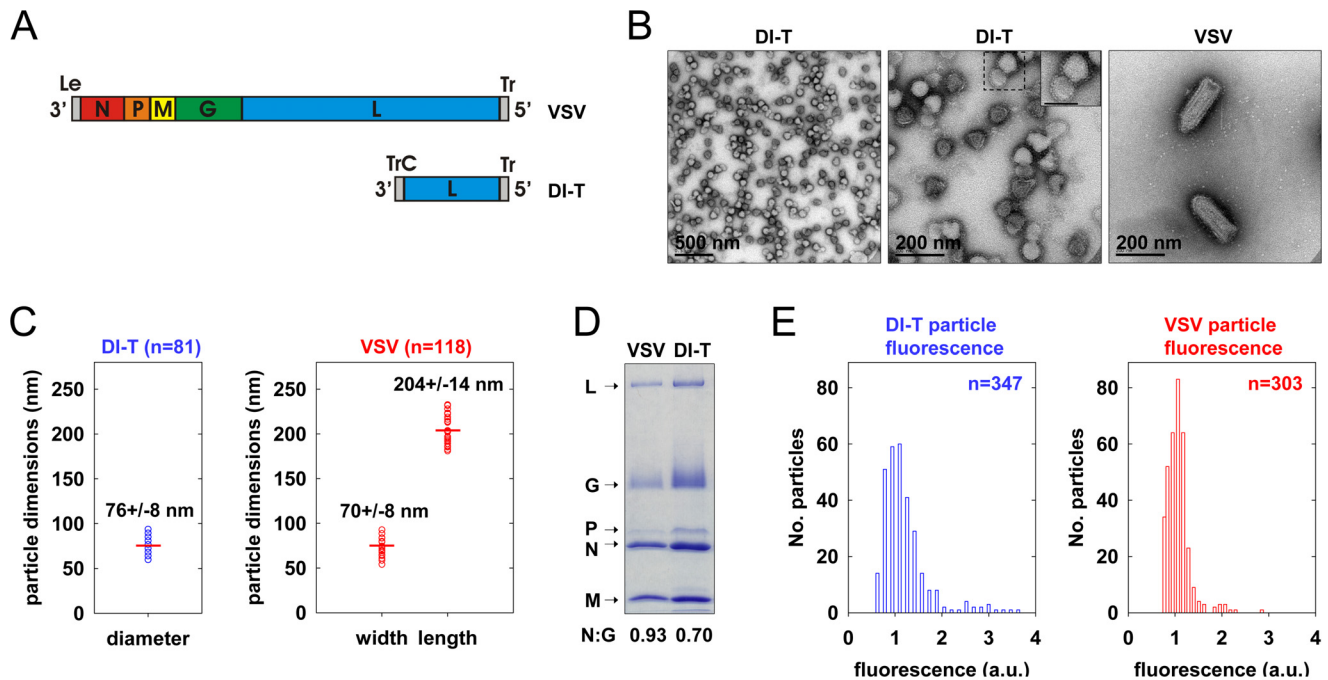 A
Le
Tr
3’ N P M G L 5’ VSV
TrC
Tr
3’ L 5’ DI-T
B
DI-T
DI-T
VSV
500 nm
200 nm
200 nm
C
DI-T (n=81)
particle dimensions (nm)
250
200
150
100
50
0
76+/-8 nm
diameter
VSV (n=118)
particle dimensions (nm)
250
200
150
100
50
0
204+/-14 nm
70+/-8 nm
width length
D
VSV DI-T
L
G
P
N
M
N:G 0.93 0.70
E
DI-T particle
fluorescence
n=347
No. particles
80
60
40
20
0
0 1 2 3 4
fluorescence (a.u.)
VSV particle
fluorescence
n=303
No. particles
80
60
40
20
0
0 1 2 3 4
fluorescence (a.u.)